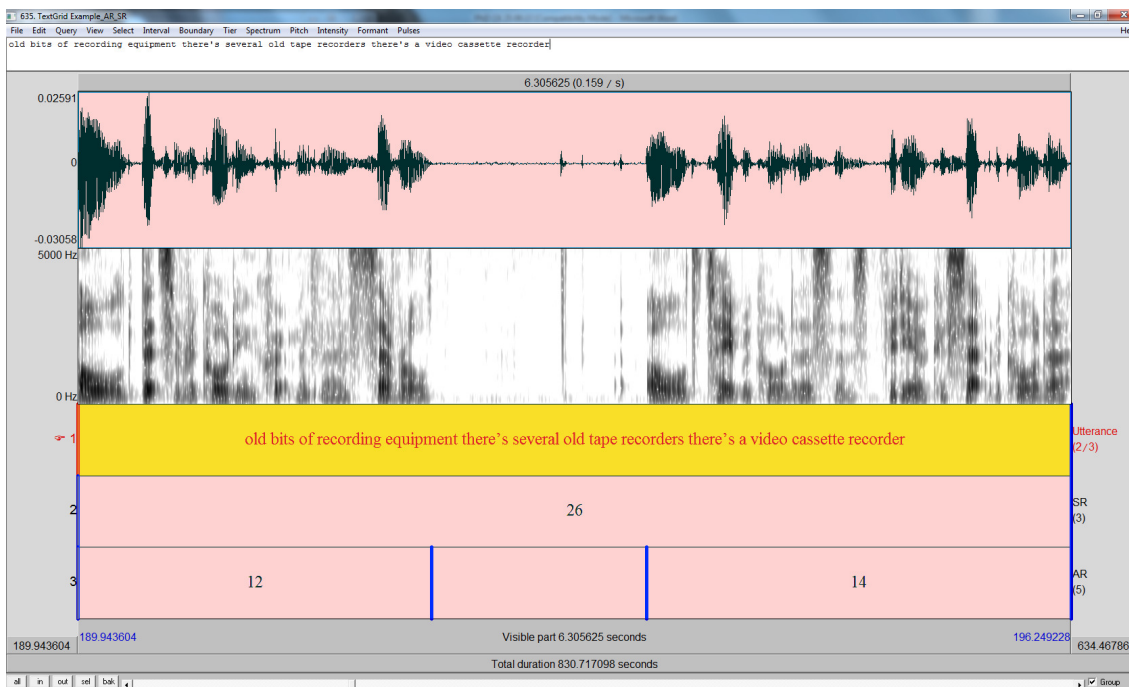 635. TextGrid Example_AR_SR
File Edit Query View Select Interval Boundary Tier Spectrum Pitch Intensity Formant Pulses He
old bits of recording equipment there's several old tape recorders there's a video cassette recorder
6.305625 (0.159 / s)
0.02591
0
-0.03058
5000 Hz
0 Hz
1 old bits of recording equipment there's several old tape recorders there's a video cassette recorder Utterance
(2/3)
2 26 SR
(3)
3 12 14 AR
(5)
189.943604 Visible part 6.305625 seconds 196.249228
189.943604 634.46786
Total duration 830.717098 seconds
all in out sel bak Group